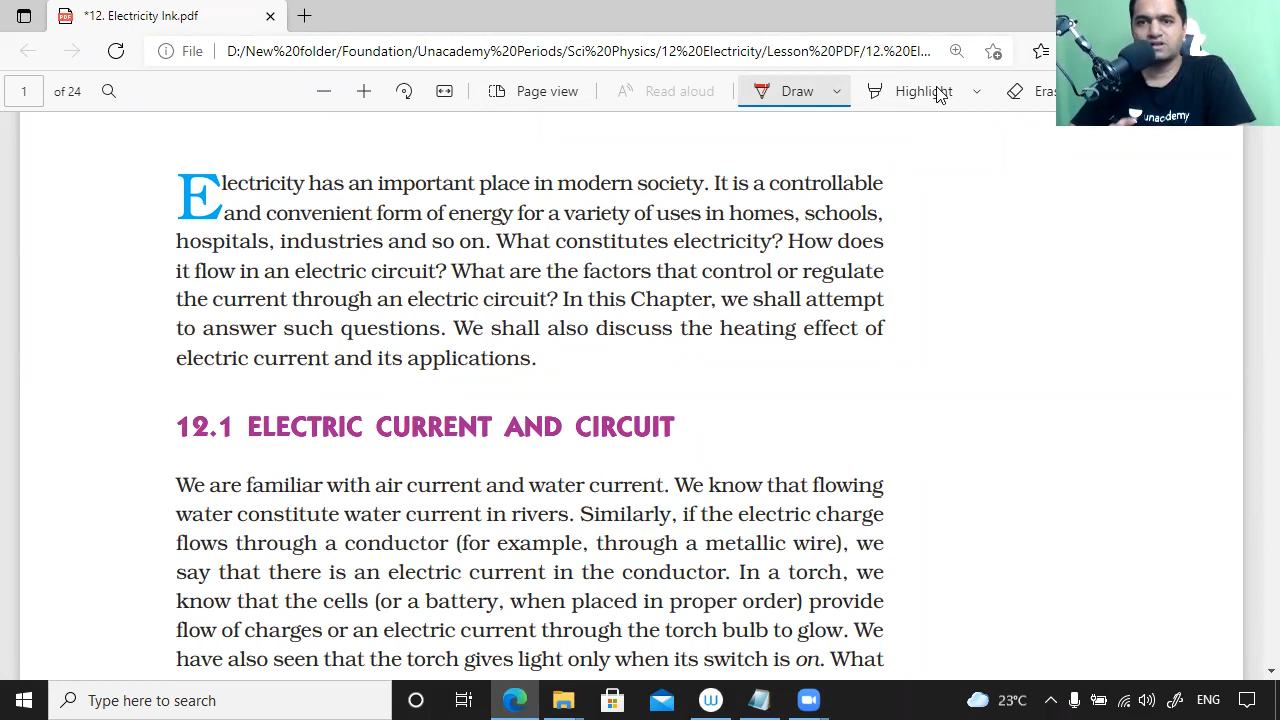 *12. Electricity Ink.pdf
File D:/New%20folder/Foundation/Unacademy%20Periods/Sci%20Physics/12%20Electricity/Lesson%20PDF/12.%20El...
1 of 24 Page view Read aloud Draw Highlight Eras
unacademy
Electricity has an important place in modern society. It is a controllable
and convenient form of energy for a variety of uses in homes, schools,
hospitals, industries and so on. What constitutes electricity? How does
it flow in an electric circuit? What are the factors that control or regulate
the current through an electric circuit? In this Chapter, we shall attempt
to answer such questions. We shall also discuss the heating effect of
electric current and its applications.
12.1 ELECTRIC CURRENT AND CIRCUIT
We are familiar with air current and water current. We know that flowing
water constitute water current in rivers. Similarly, if the electric charge
flows through a conductor (for example, through a metallic wire), we
say that there is an electric current in the conductor. In a torch, we
know that the cells (or a battery, when placed in proper order) provide
flow of charges or an electric current through the torch bulb to glow. We
have also seen that the torch gives light only when its switch is on. What
Type here to search 23°C ENG